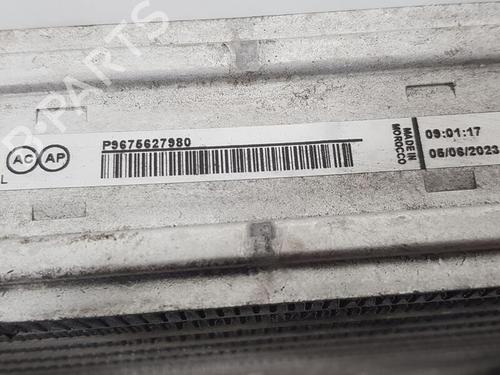 B-PARTS
P9675627980
AC AP
L
MADE IN
MOROCCO
09:01:17
05/06/2023